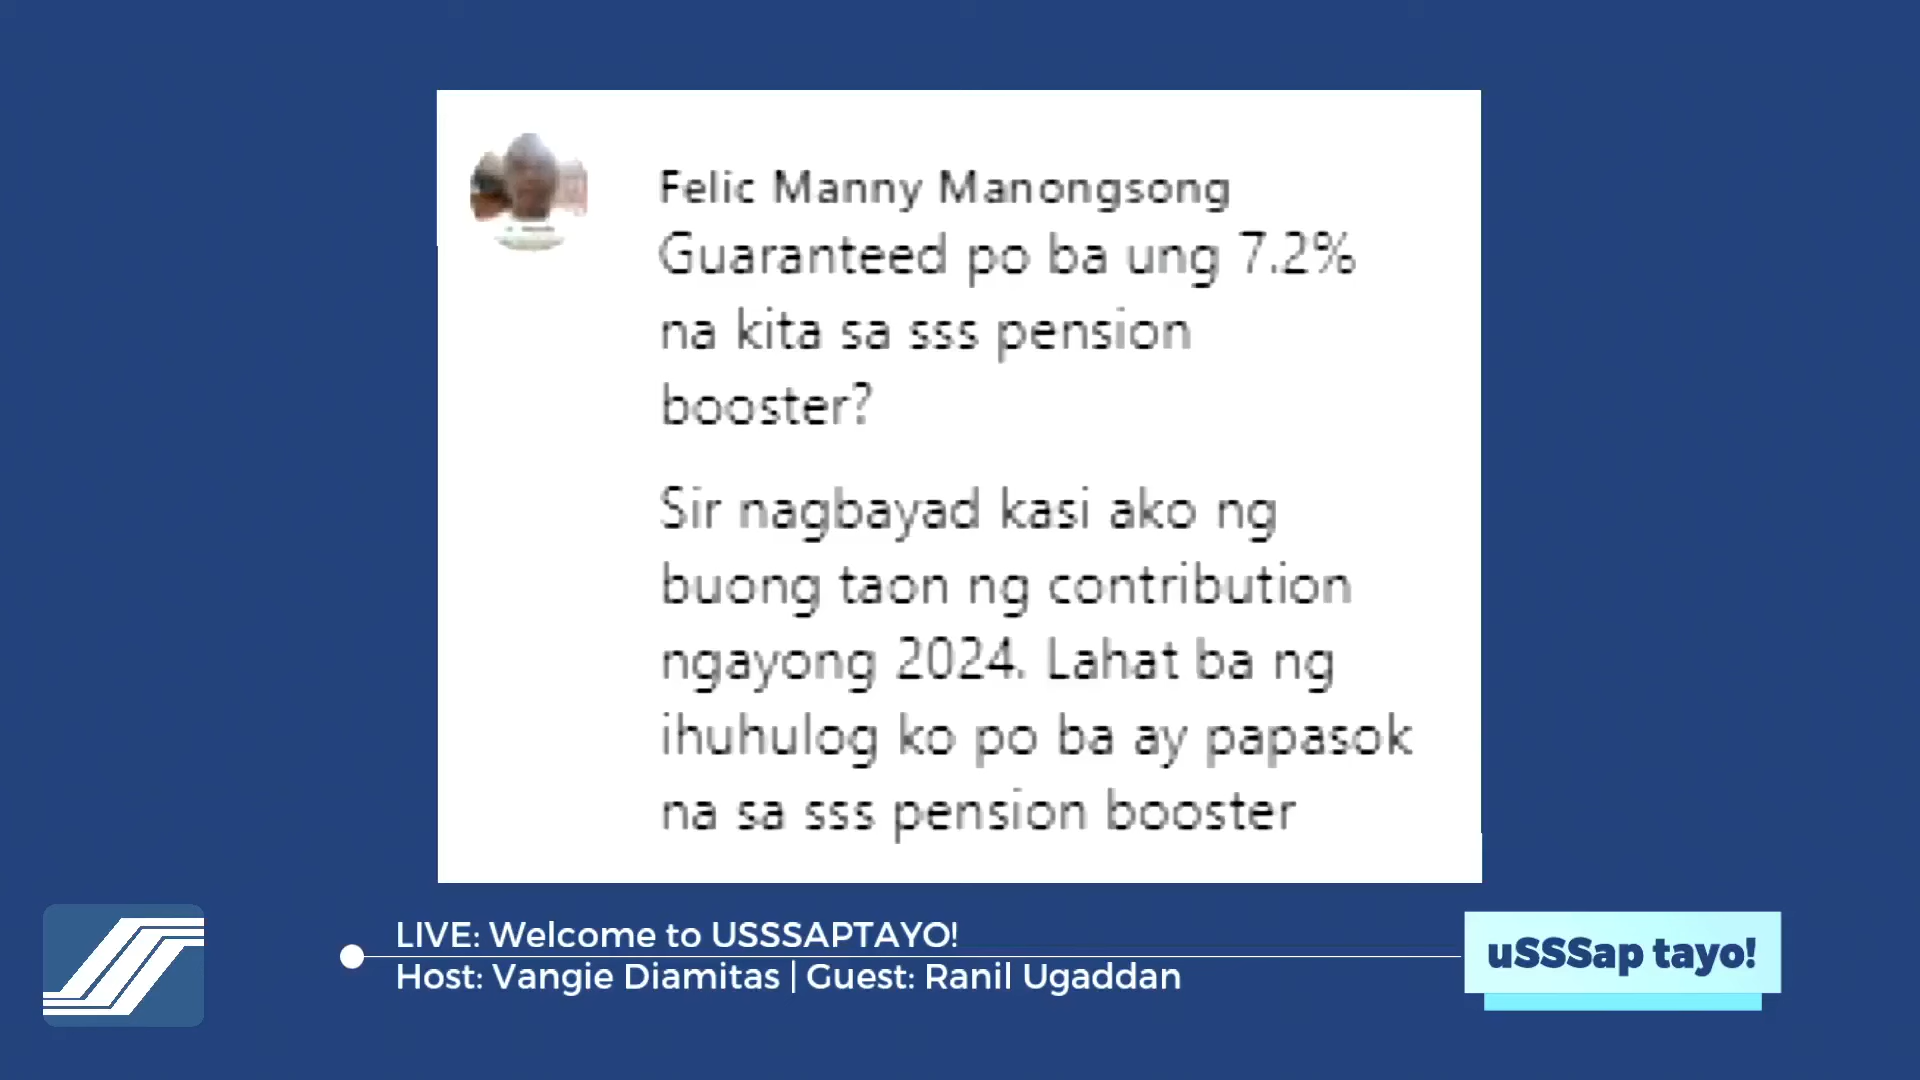 Felic Manny Manongsong
Guaranteed po ba ung 7.2%
na kita sa sss pension
booster?
Sir nagbayad kasi ako ng
buong taon ng contribution
ngayong 2024. Lahat ba ng
ihuhulog ko po ba ay papasok
na sa sss pension booster
LIVE: Welcome to USSSAPTAYO!
Host: Vangie Diamitas | Guest: Ranil Ugaddan
uSSSap tayo!